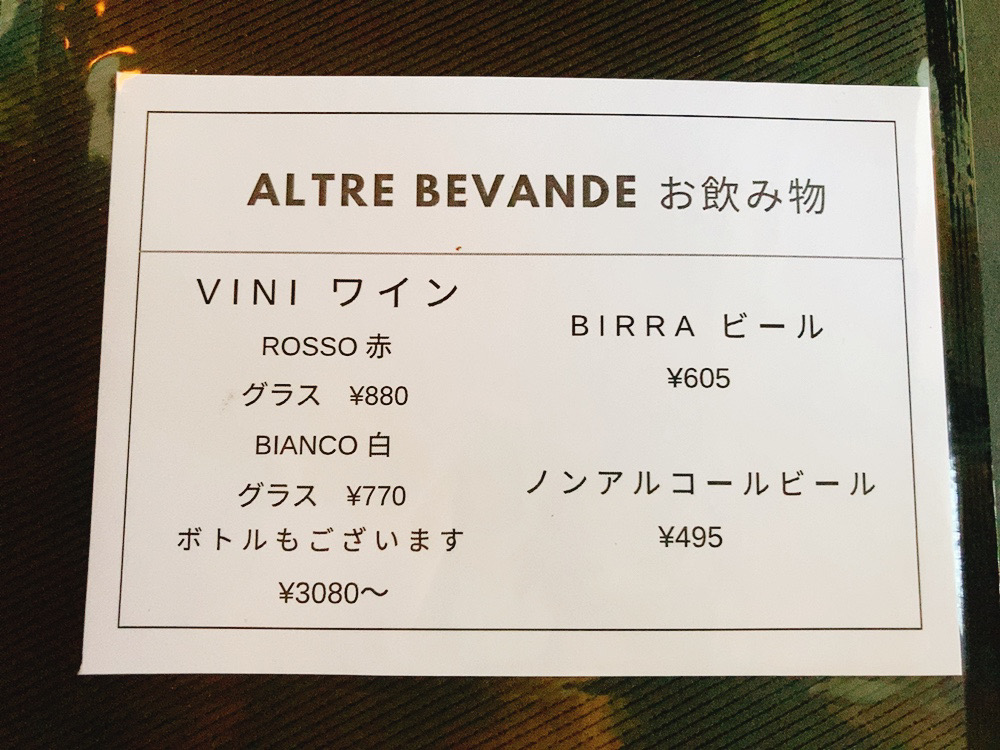 ALTRE BEVANDE お飲み物
VINI ワイン
ROSSO 赤
グラス ¥880
BIANCO 白
グラス ¥770
ボトルもございます
¥3080〜
BIRRA ビール
¥605
ノンアルコールビール
¥495